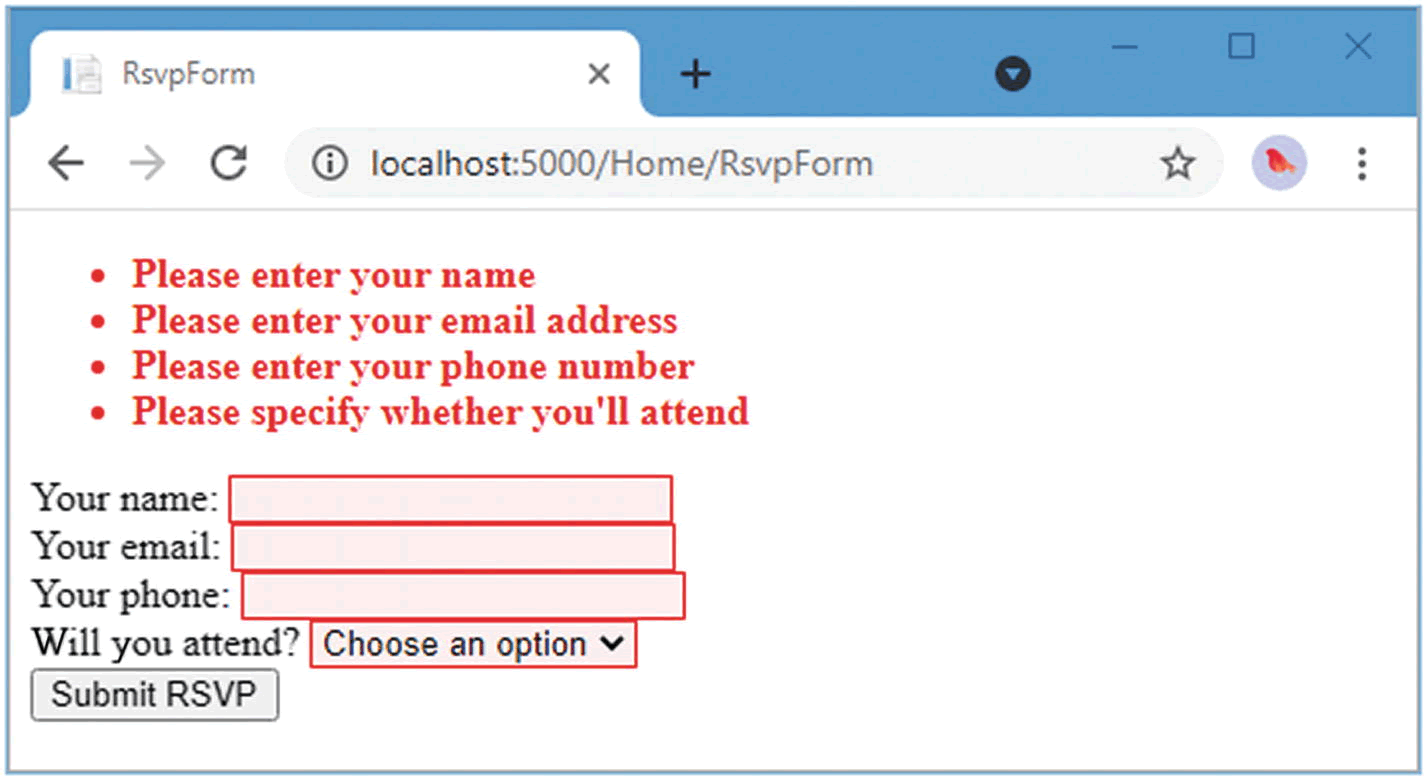 RsvpForm
localhost:5000/Home/RsvpForm
Please enter your name
Please enter your email address
Please enter your phone number
Please specify whether you'll attend
Your name:
Your email:
Your phone:
Will you attend? Choose an option
Submit RSVP